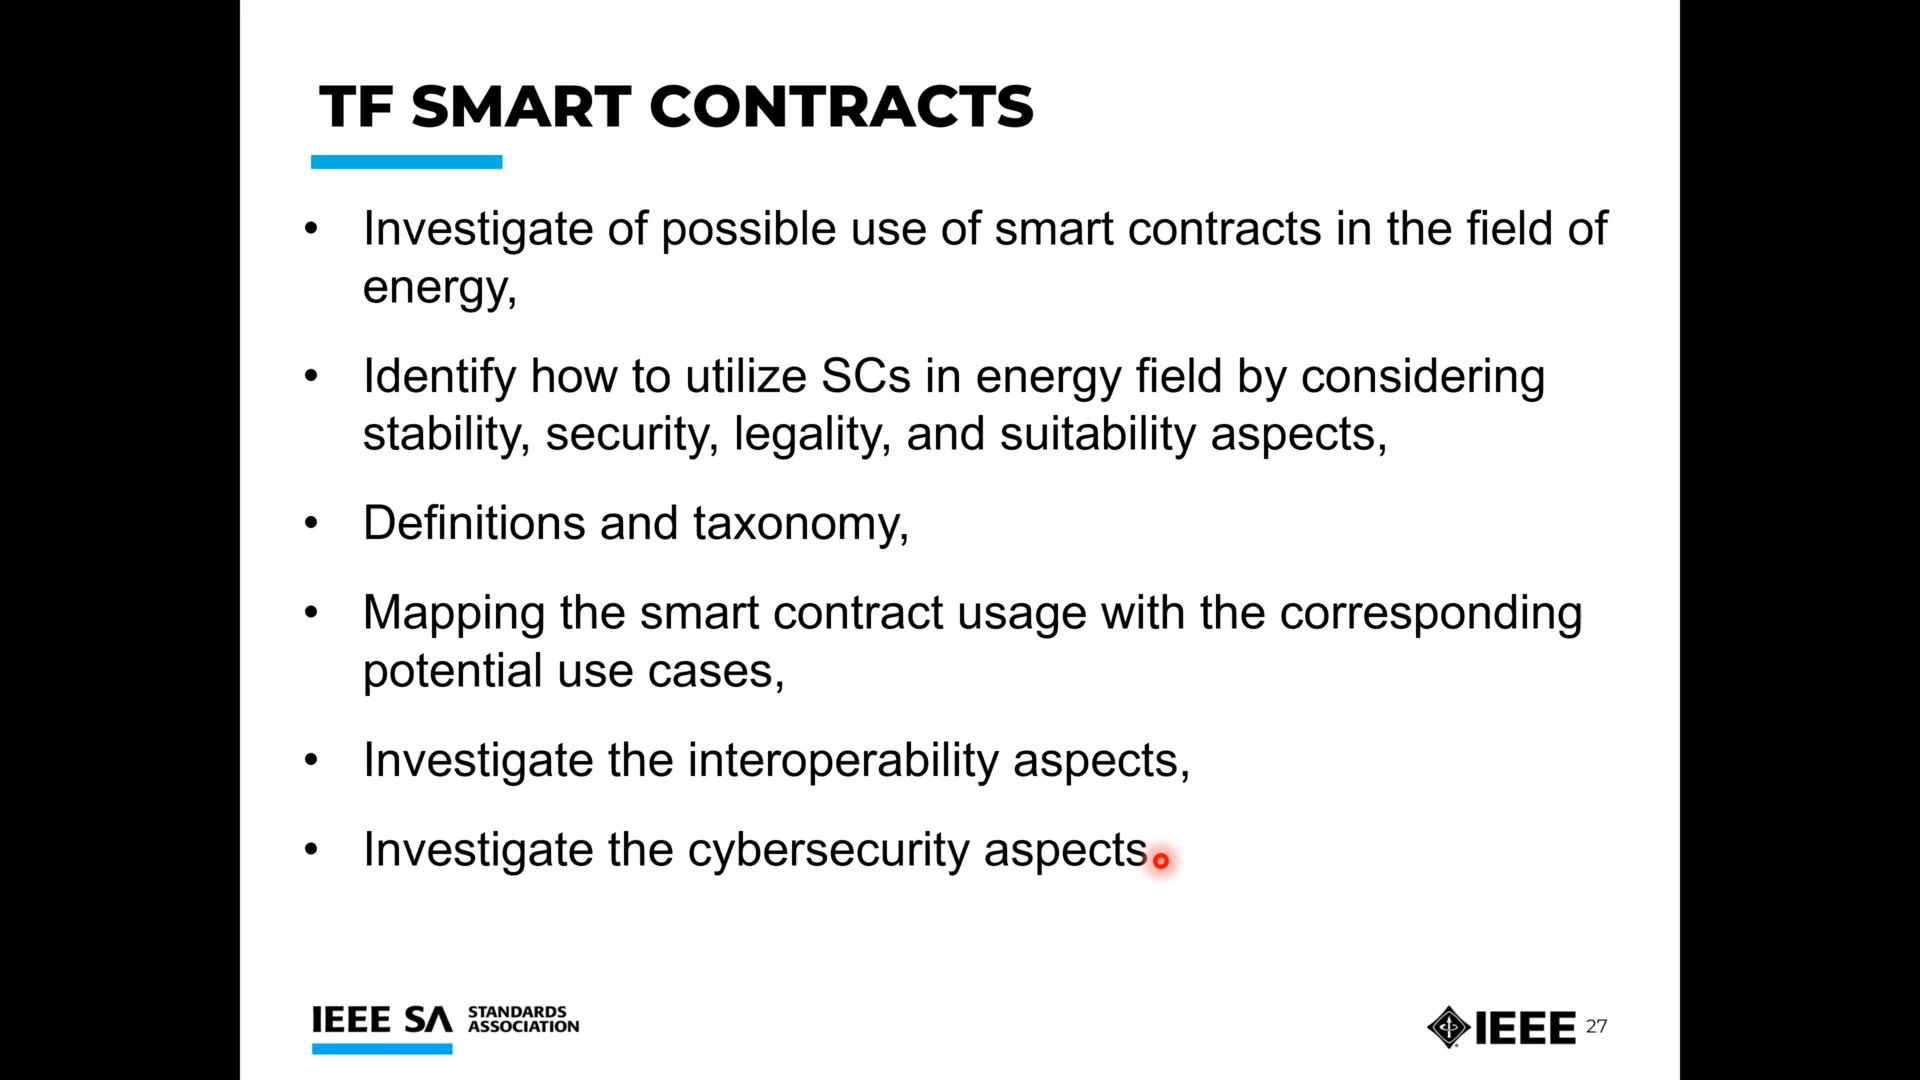 TF SMART CONTRACTS
• Investigate of possible use of smart contracts in the field of
energy,
• Identify how to utilize SCs in energy field by considering
stability, security, legality, and suitability aspects,
• Definitions and taxonomy,
• Mapping the smart contract usage with the corresponding
potential use cases,
• Investigate the interoperability aspects,
• Investigate the cybersecurity aspects.
IEEE SA STANDARDS
ASSOCIATION
IEEE 27